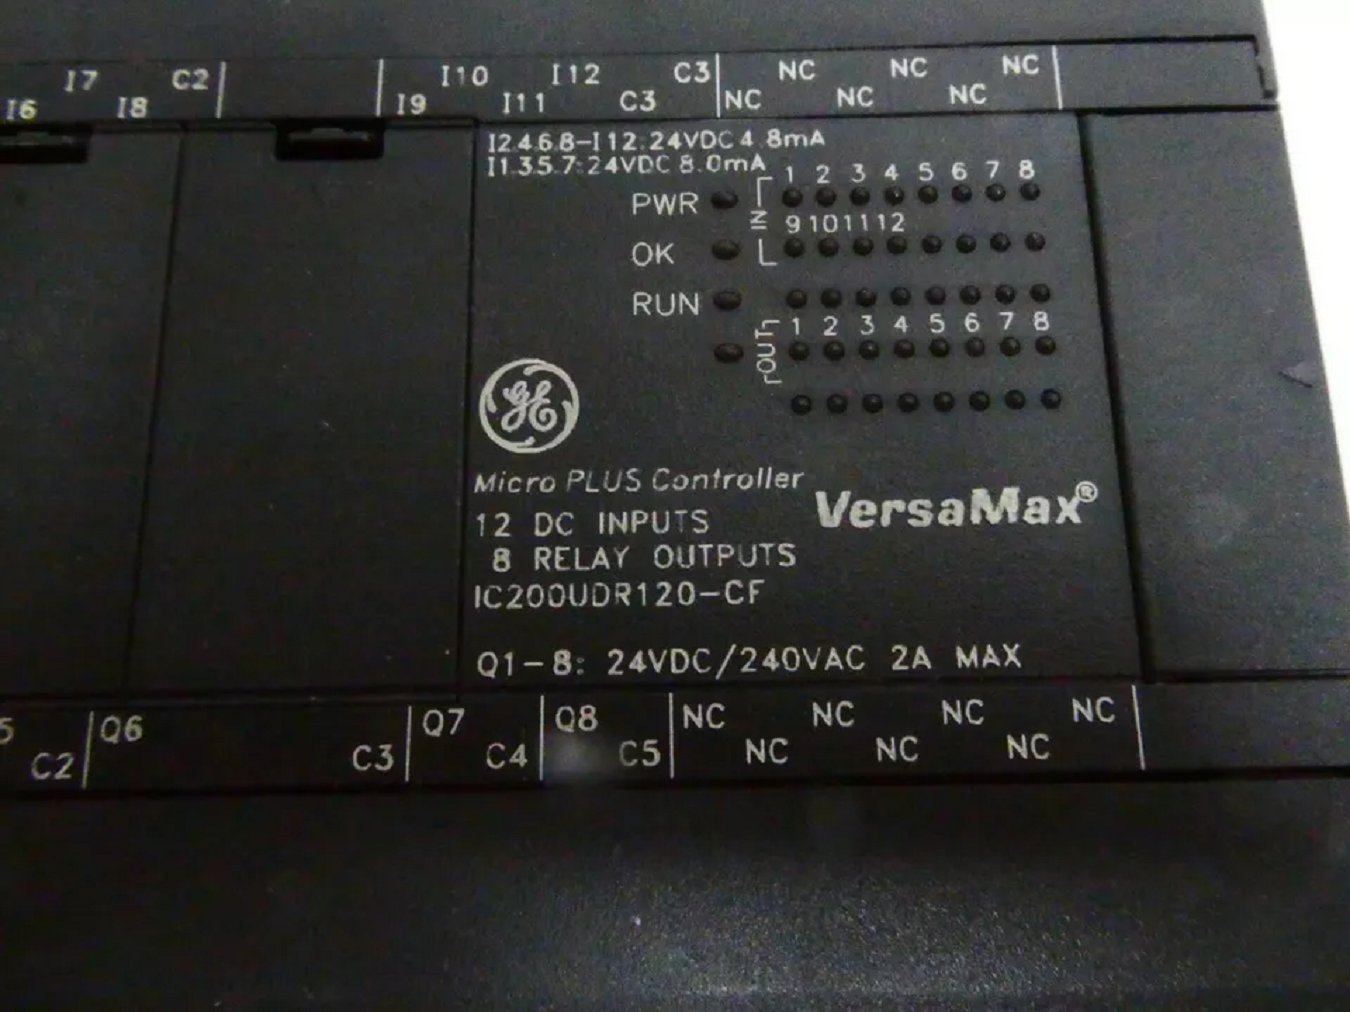 I7 C2 I10 I12 C3 NC NC NC
I6 I8 I9 I11 C3 NC NC NC
I2.4.6.8-I12:24VDC 4.8mA
I1.3.5.7:24VDC 8.0mA
1 2 3 4 5 6 7 8
PWR
IN
9 10 11 12
OK
RUN
OUT
1 2 3 4 5 6 7 8
GE
Micro PLUS Controller
VersaMax®
12 DC INPUTS
8 RELAY OUTPUTS
IC200UDR120-CF
Q1-8: 24VDC/240VAC 2A MAX
5 Q6 Q7 Q8 NC NC NC NC
C2 C3 C4 C5 NC NC NC